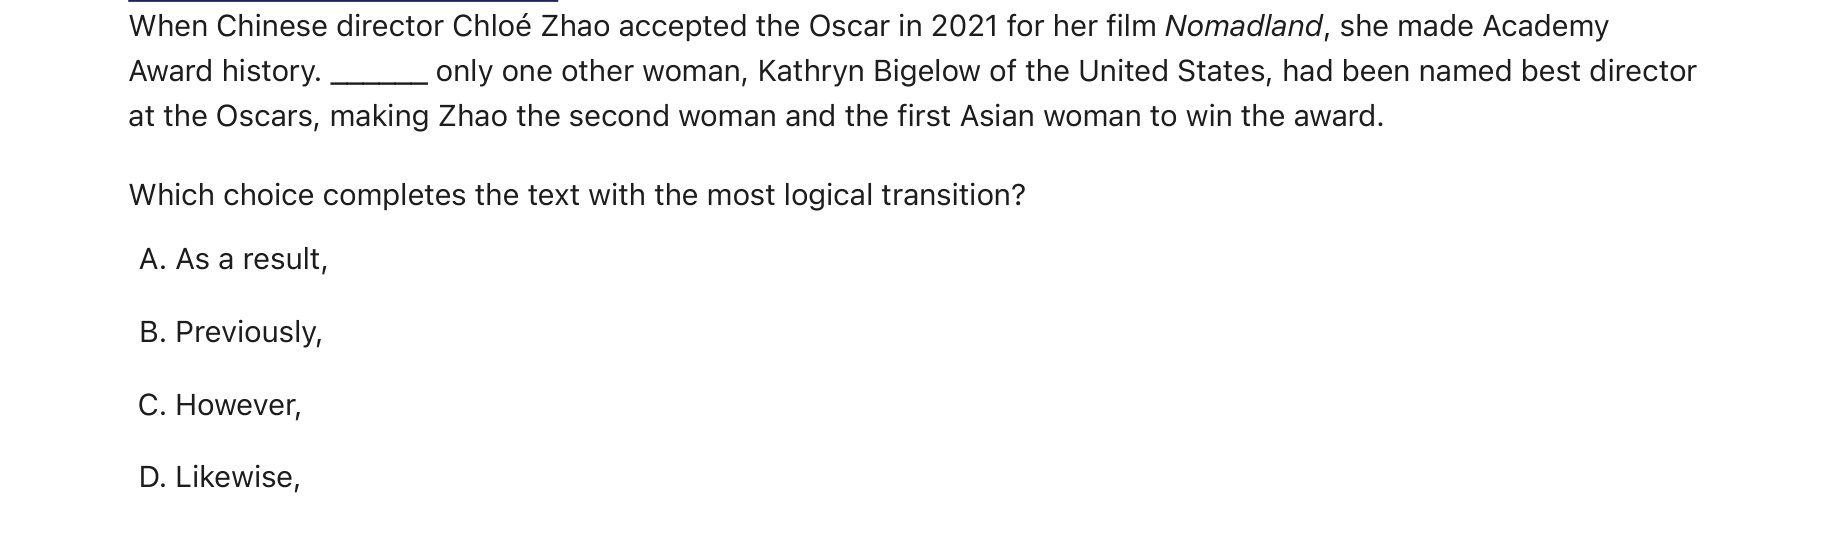 When Chinese director Chloé Zhao accepted the Oscar in 2021 for her film Nomadland, she made Academy
Award history. ______ only one other woman, Kathryn Bigelow of the United States, had been named best director
at the Oscars, making Zhao the second woman and the first Asian woman to win the award.
Which choice completes the text with the most logical transition?
A. As a result,
B. Previously,
C. However,
D. Likewise,